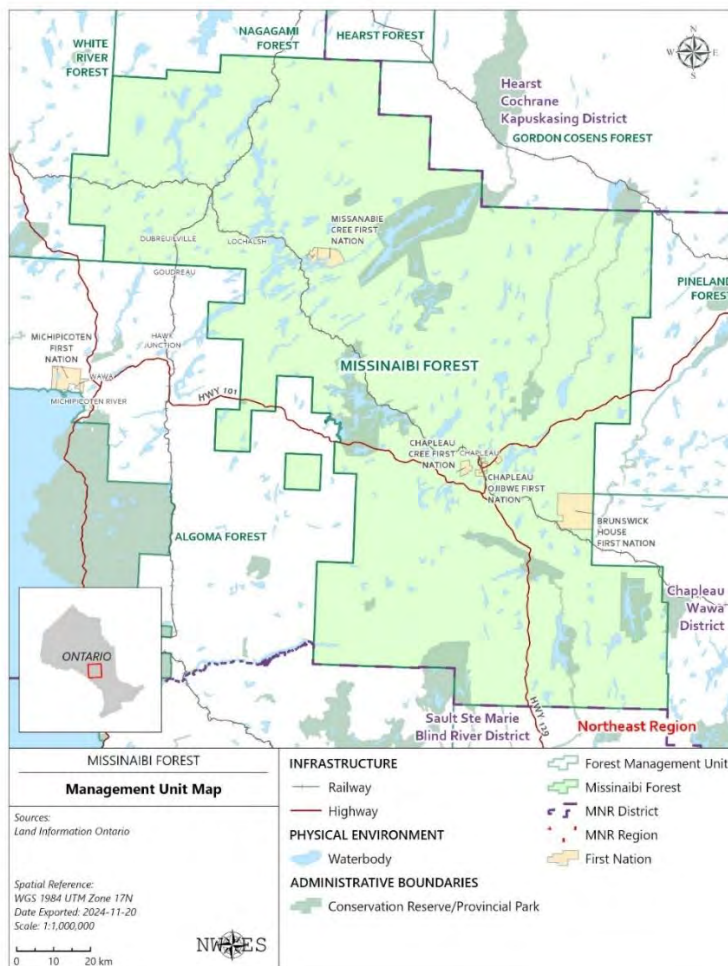 WHITE
RIVER
FOREST
NAGAGAMI
FOREST
HEARST FOREST
N
W
E
S
Hearst
Cochrane
Kapuskasing District
GORDON COSENS FOREST
MISSANABIE
CREE FIRST
NATION
DUBREUILVILLE
LOCHALSH
GOUDREAU
PINELAND
FOREST
MICHIPICOTEN
FIRST
NATION
HAWK
JUNCTION
WAWA
MICHIPICOTEN RIVER
HWY 101
MISSINAIBI FOREST
CHAPLEAU
CREE FIRST
NATION
CHAPLEAU
CHAPLEAU
OJIBWE FIRST
NATION
BRUNSWICK
HOUSE
FIRST NATION
ALGOMA FOREST
Chapleau
Wawa
District
ONTARIO
HWY 129
Sault Ste Marie
Blind River District
Northeast Region
MISSINAIBI FOREST
Management Unit Map
Sources:
Land Information Ontario
Spatial Reference:
WGS 1984 UTM Zone 17N
Date Exported: 2024-11-20
Scale: 1:1,000,000
0 10 20 km
NW ES
INFRASTRUCTURE
Railway
Highway
PHYSICAL ENVIRONMENT
Waterbody
ADMINISTRATIVE BOUNDARIES
Conservation Reserve/Provincial Park
Forest Management Unit
Missinaibi Forest
MNR District
MNR Region
First Nation